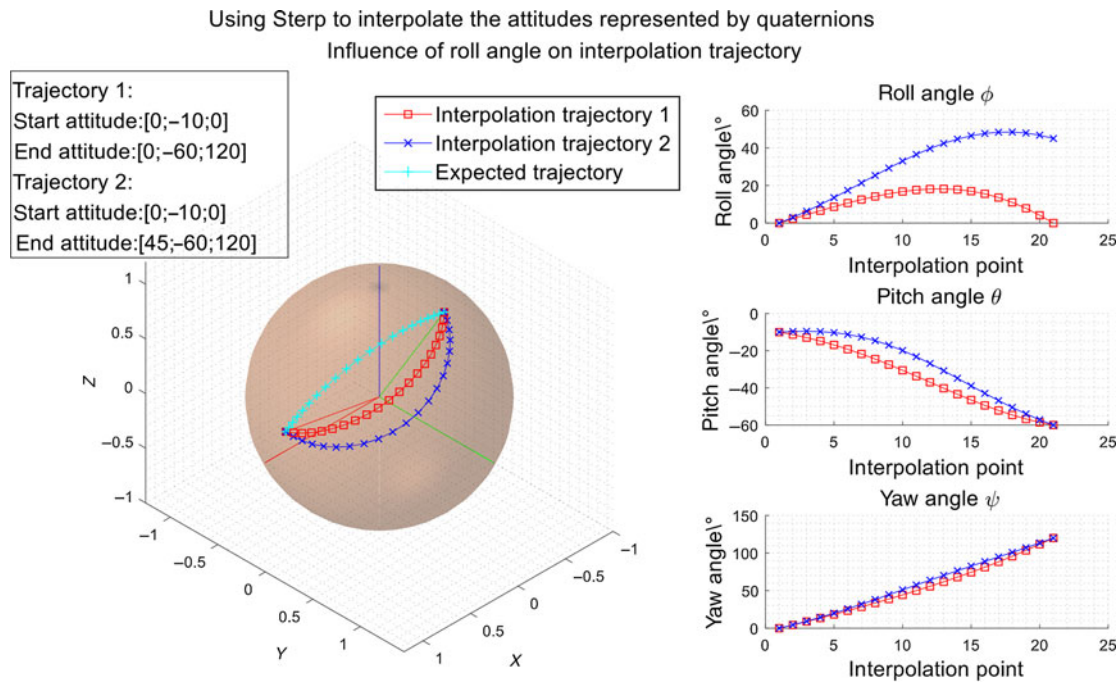 Using Sterp to interpolate the attitudes represented by quaternions
Influence of roll angle on interpolation trajectory
Trajectory 1:
Start attitude:[0;−10;0]
End attitude:[0;−60;120]
Trajectory 2:
Start attitude:[0;−10;0]
End attitude:[45;−60;120]
Interpolation trajectory 1
Interpolation trajectory 2
Expected trajectory
1
0.5
0
−0.5
−1
Z
−1
−0.5
0
0.5
1
Y
−1
−0.5
0
0.5
1
X
Roll angle ϕ
Roll angle\°
60
40
20
0
0 5 10 15 20 25
Interpolation point
Pitch angle θ
Pitch angle\°
0
−20
−40
−60
0 5 10 15 20 25
Interpolation point
Yaw angle ψ
Yaw angle\°
150
100
50
0
0 5 10 15 20 25
Interpolation point